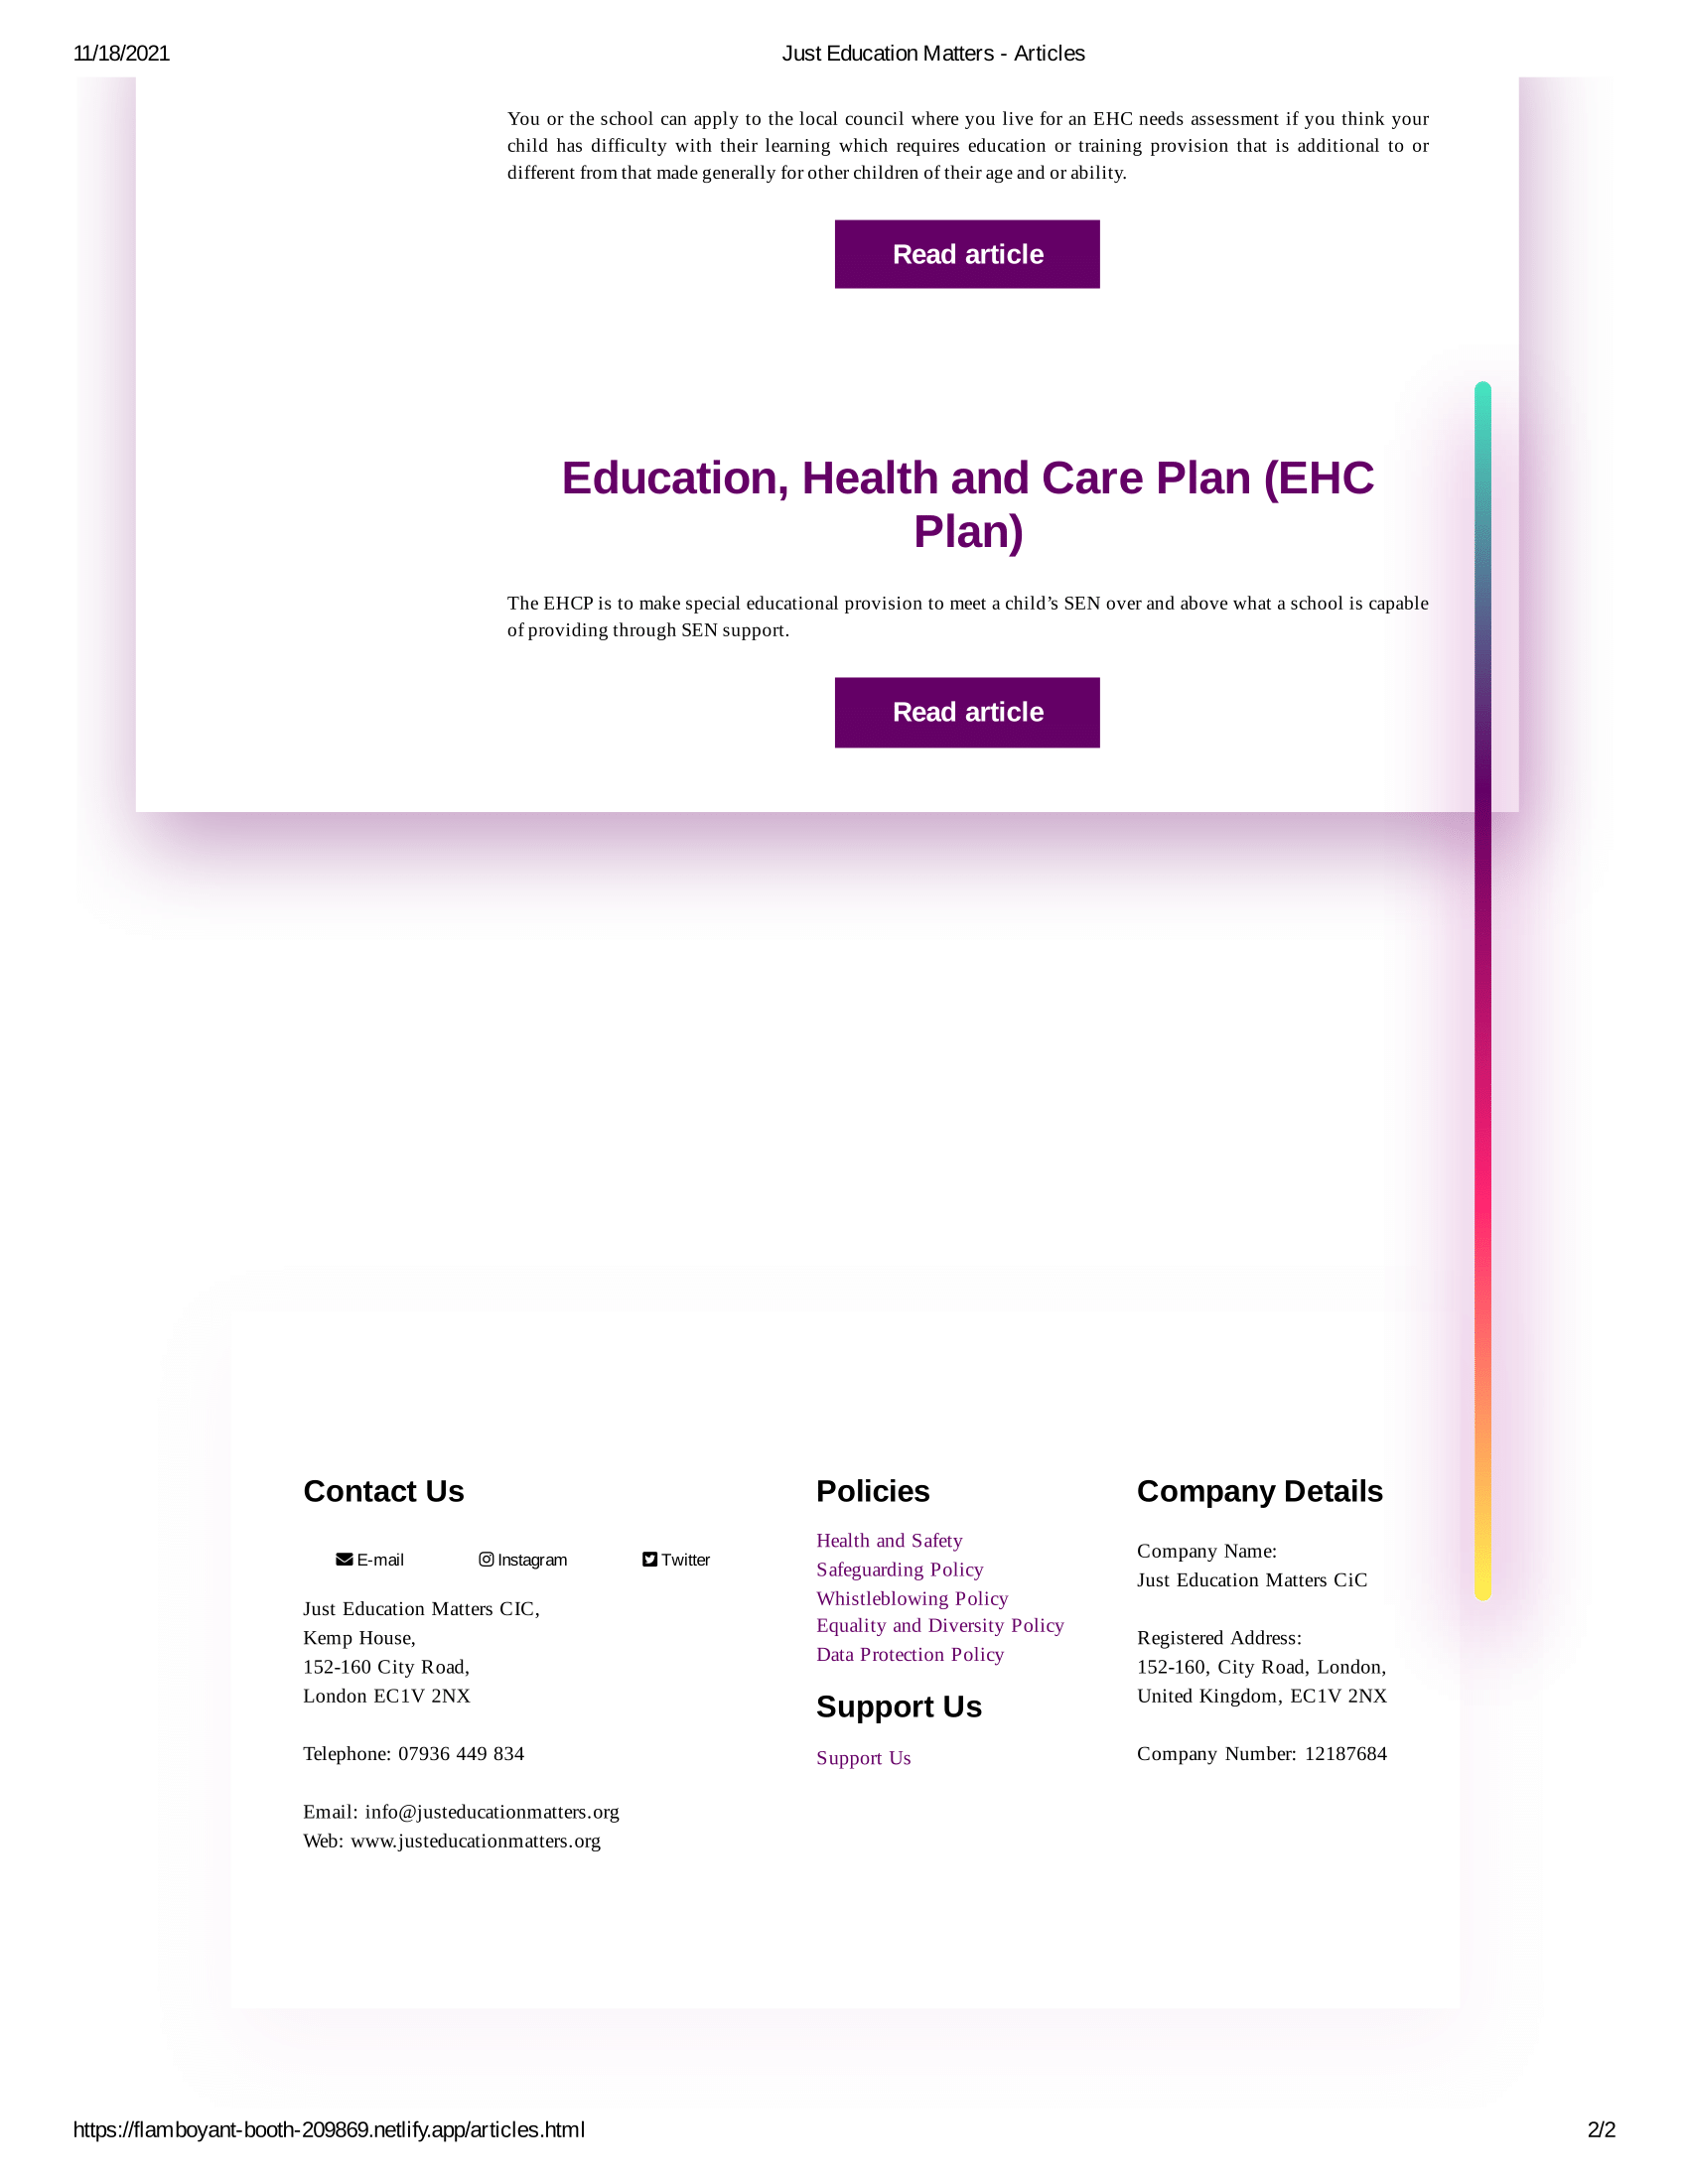 11/18/2021
Just Education Matters - Articles
You or the school can apply to the local council where you live for an EHC needs assessment if you think your
child has difficulty with their learning which requires education or training provision that is additional to or
different from that made generally for other children of their age and or ability.
Read article
Education, Health and Care Plan (EHC
Plan)
The EHCP is to make special educational provision to meet a child’s SEN over and above what a school is capable
of providing through SEN support.
Read article
Contact Us
E-mail
Instagram
Twitter
Just Education Matters CIC,
Kemp House,
152-160 City Road,
London EC1V 2NX
Telephone: 07936 449 834
Email: info@justeducationmatters.org
Web: www.justeducationmatters.org
Policies
Health and Safety
Safeguarding Policy
Whistleblowing Policy
Equality and Diversity Policy
Data Protection Policy
Support Us
Support Us
Company Details
Company Name:
Just Education Matters CiC
Registered Address:
152-160, City Road, London,
United Kingdom, EC1V 2NX
Company Number: 12187684
https://flamboyant-booth-209869.netlify.app/articles.html
2/2